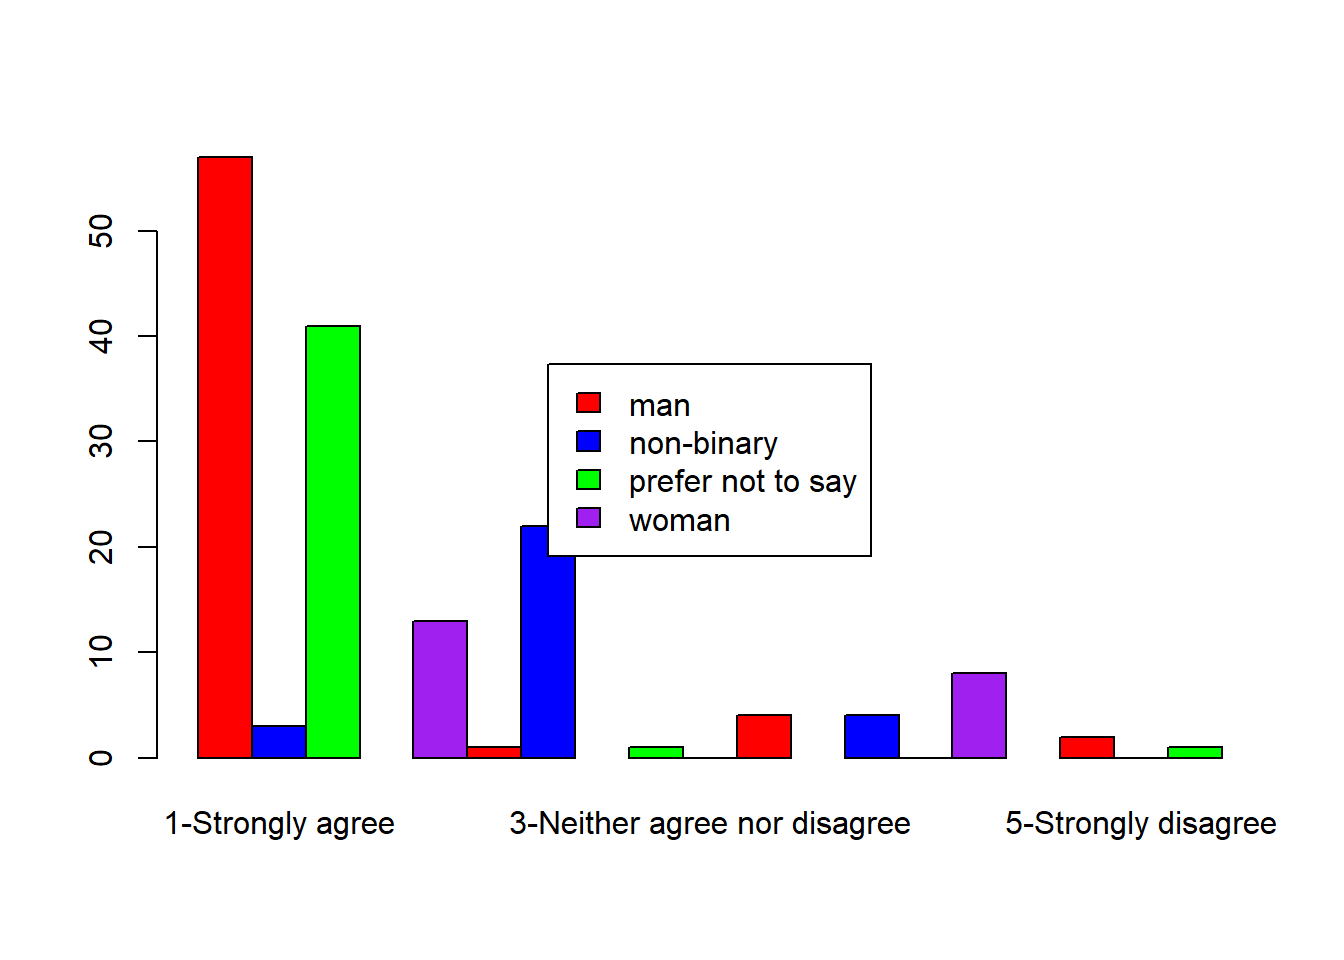 50
40
30
20
10
0
man
non-binary
prefer not to say
woman
1-Strongly agree
3-Neither agree nor disagree
5-Strongly disagree